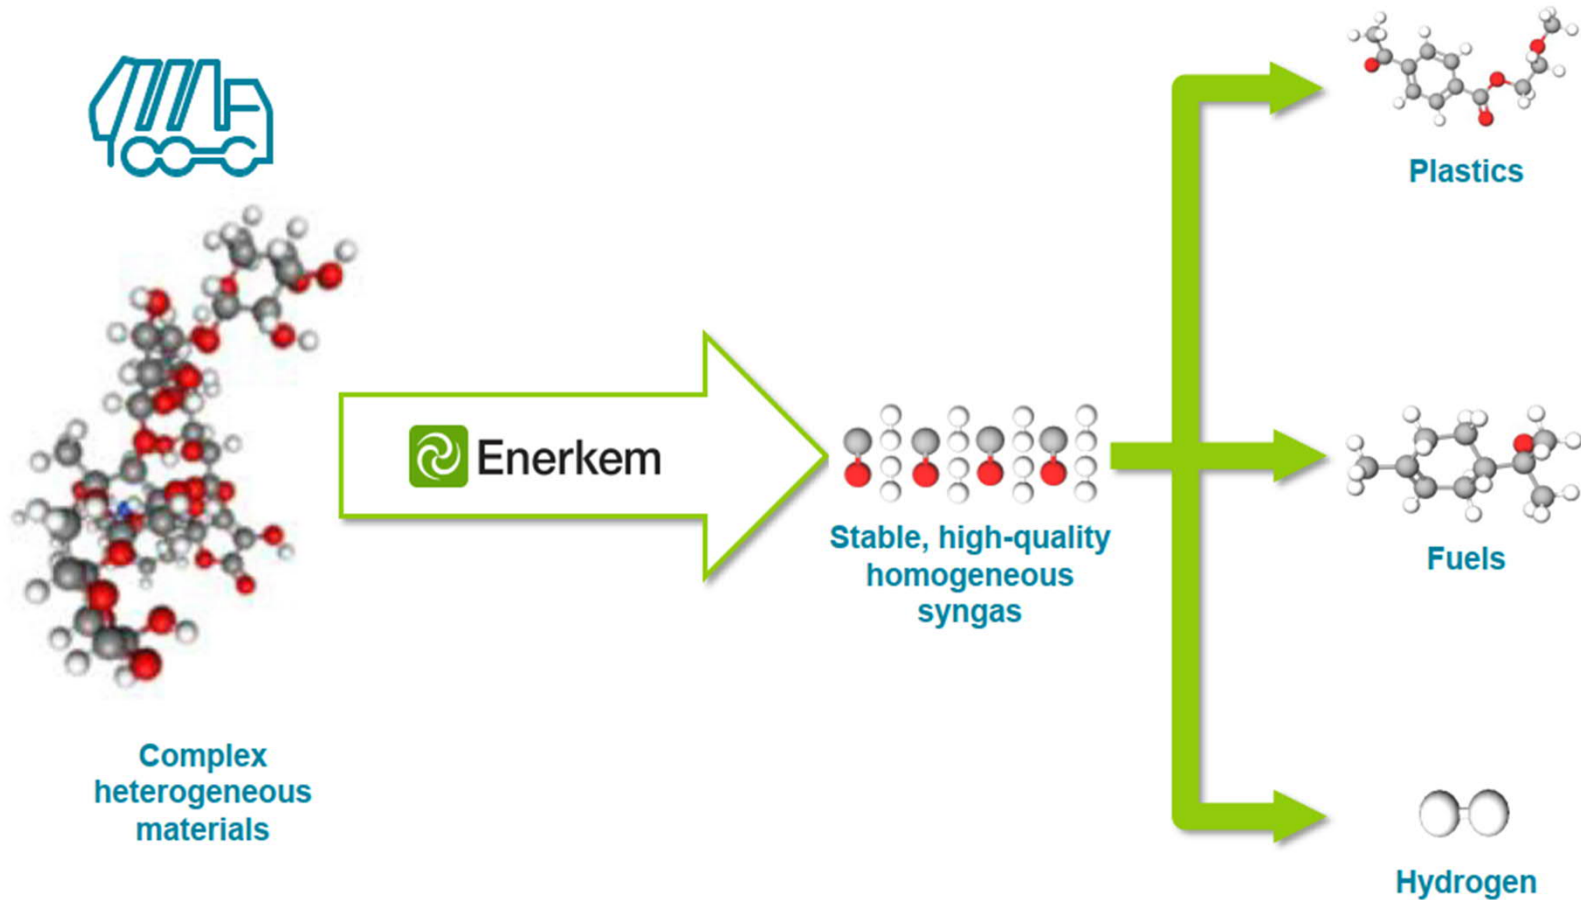 Complex
heterogeneous
materials
Enerkem
Stable, high-quality
homogeneous
syngas
Plastics
Fuels
Hydrogen